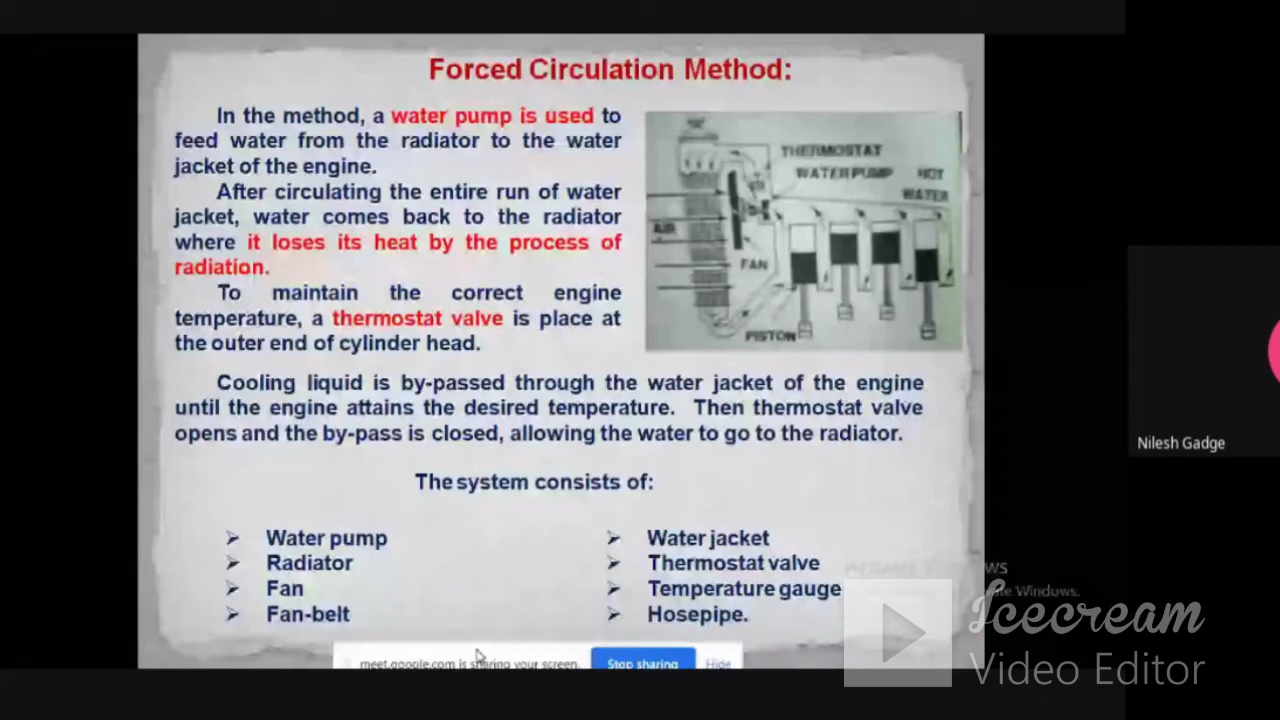 Forced Circulation Method:
In the method, a water pump is used to
feed water from the radiator to the water
jacket of the engine.
After circulating the entire run of water
jacket, water comes back to the radiator
where it loses its heat by the process of
radiation.
To maintain the correct engine
temperature, a thermostat valve is place at
the outer end of cylinder head.
THERMOSTAT
WATER PUMP HOT
WATER
AIR
FAN
PISTON
Cooling liquid is by-passed through the water jacket of the engine
until the engine attains the desired temperature. Then thermostat valve
opens and the by-pass is closed, allowing the water to go to the radiator.
The system consists of:
Water pump
Radiator
Fan
Fan-belt
Water jacket
Thermostat valve
Temperature gauge
Hosepipe.
Nilesh Gadge
meet.google.com is sharing your screen.
Stop sharing
Hide
Windows.
Icecream
Video Editor